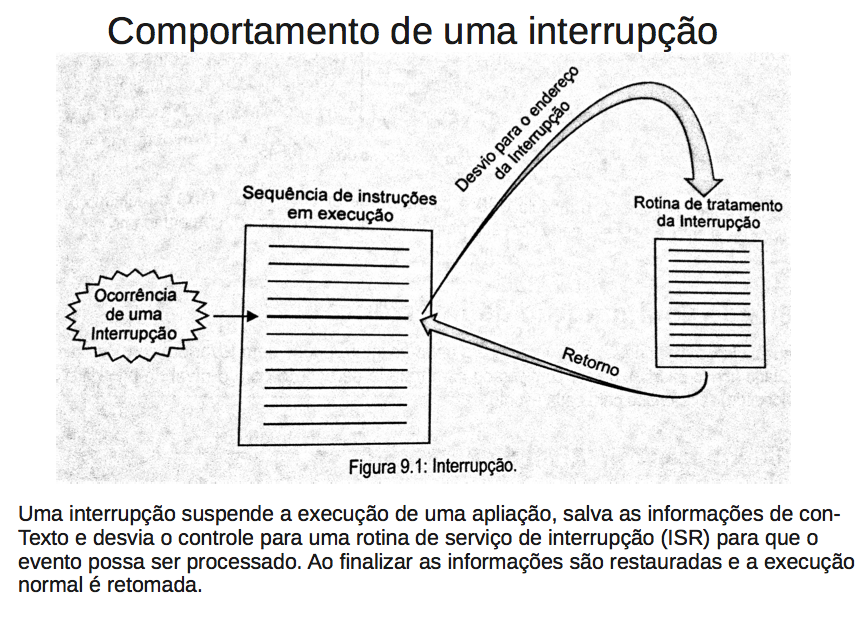 Comportamento de uma interrupção
Desvio para o endereço
da Interrupção
Sequência de instruções
em execução
Rotina de tratamento
da Interrupção
Ocorrência
de uma
Interrupção
Retorno
Figura 9.1: Interrupção.
Uma interrupção suspende a execução de uma apliação, salva as informações de con-
Texto e desvia o controle para uma rotina de serviço de interrupção (ISR) para que o
evento possa ser processado. Ao finalizar as informações são restauradas e a execução
normal é retomada.